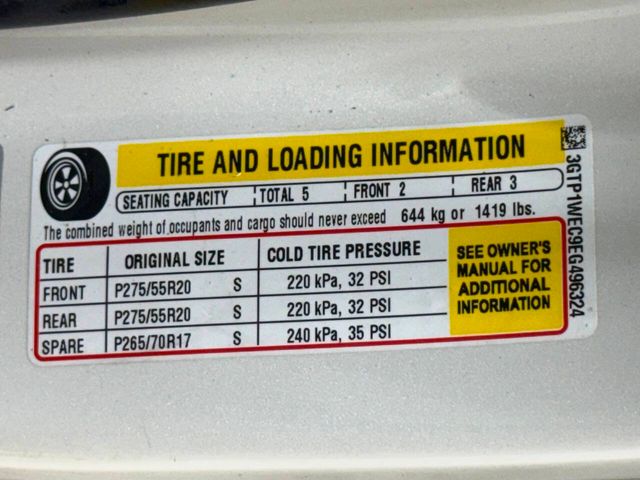 TIRE AND LOADING INFORMATION
SEATING CAPACITY TOTAL 5 FRONT 2 REAR 3
The combined weight of occupants and cargo should never exceed 644 kg or 1419 lbs.
TIRE ORIGINAL SIZE COLD TIRE PRESSURE
FRONT P275/55R20 S 220 kPa, 32 PSI
REAR P275/55R20 S 220 kPa, 32 PSI
SPARE P265/70R17 S 240 kPa, 35 PSI
SEE OWNER'S
MANUAL FOR
ADDITIONAL
INFORMATION
3GTP1WEC9EG496324